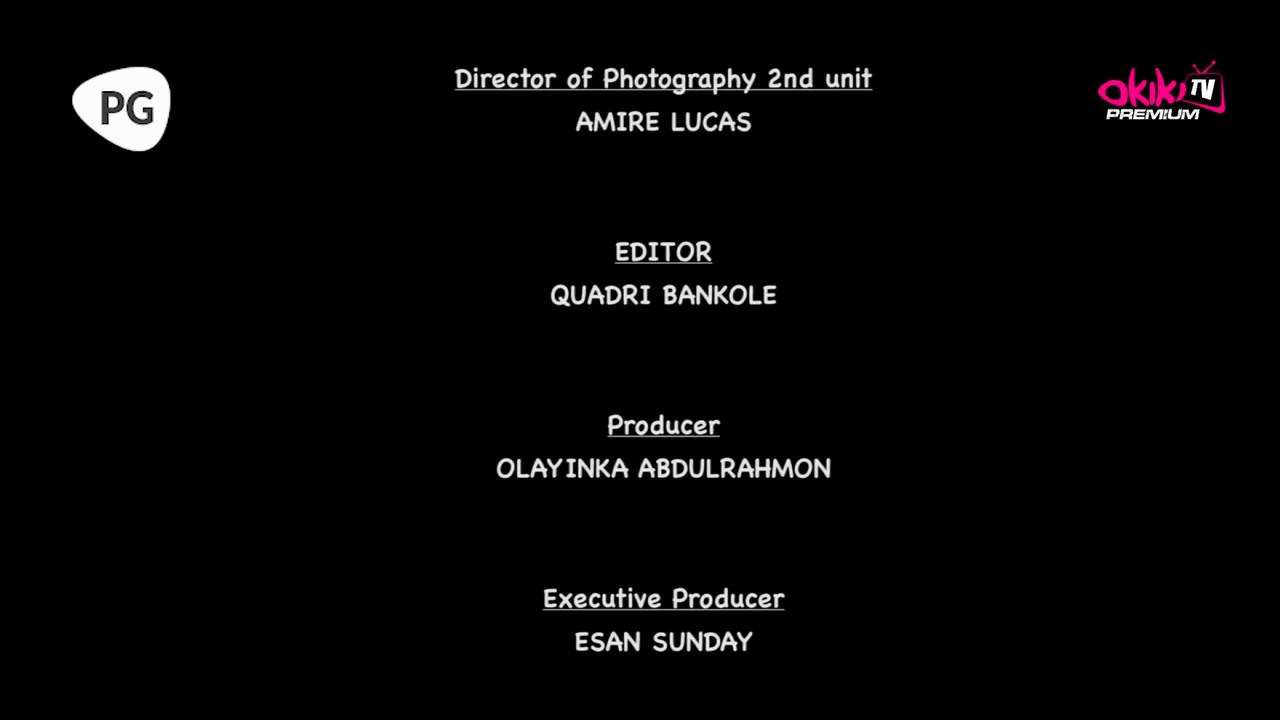 Director of Photography 2nd unit
AMIRE LUCAS
PG
okiki TV
PREMIUM
EDITOR
QUADRI BANKOLE
Producer
OLAYINKA ABDULRAHMON
Executive Producer
ESAN SUNDAY